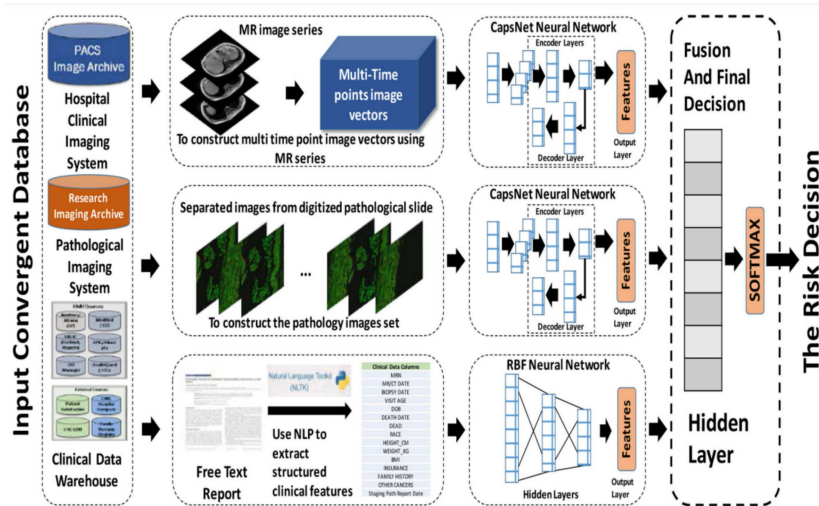 Input Convergent Database
PACS
Image Archive
Hospital
Clinical
Imaging
System
Research
Imaging Archive
Pathological
Imaging
System
Clinical Data
Warehouse
MR image series
Multi-Time
points image
vectors
To construct multi time point image vectors using
MR series
Separated images from digitized pathological slide
...
To construct the pathology images set
Natural Language Toolkit
(NLTK)
Free Text
Report
Use NLP to
extract
structured
clinical features
Clinical Data Columns
MRN
MR/CT DATE
BIOPSY DATE
VISIT AGE
DOB
DEATH DATE
DEAD
RACE
HEIGHT_CM
WEIGHT_KG
BMI
INSURANCE
FAMILY HISTORY
OTHER CANCERS
Staging Path Report Date
CapsNet Neural Network
Encoder Layers
Decoder Layer
Features
Output
Layer
CapsNet Neural Network
Encoder Layers
Decoder Layer
Features
Output
Layer
RBF Neural Network
Hidden Layers
Features
Output
Layer
Fusion
And Final
Decision
Hidden
Layer
SOFTMAX
The Risk Decision